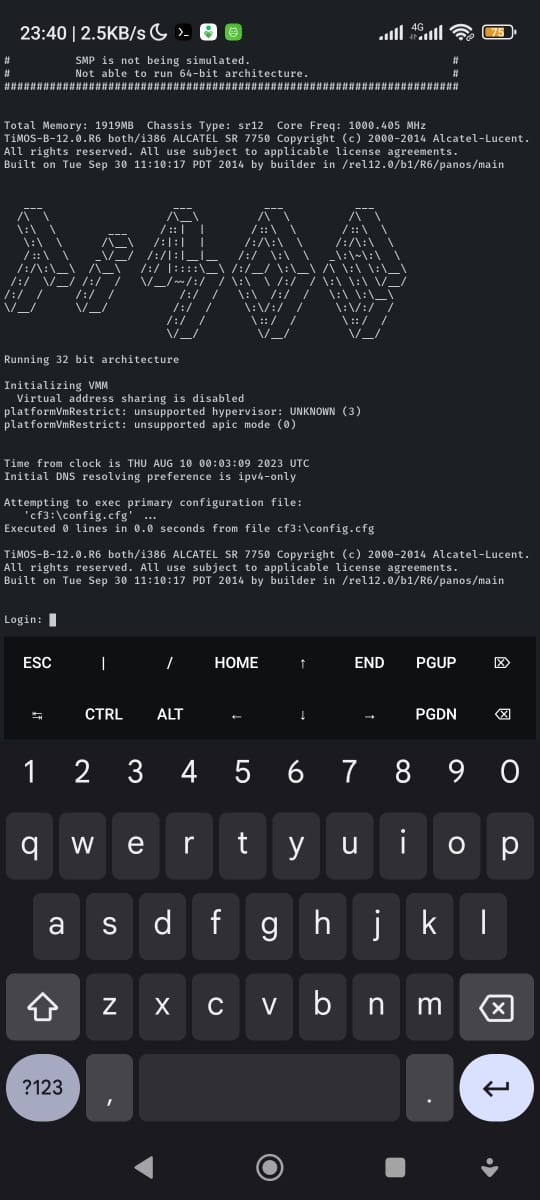 23:40 | 2.5KB/s
4G
75
# SMP is not being simulated. #
# Not able to run 64-bit architecture. #
######################################################################
Total Memory: 1919MB Chassis Type: sr12 Core Freq: 1000.405 MHz
TiMOS-B-12.0.R6 both/i386 ALCATEL SR 7750 Copyright (c) 2000-2014 Alcatel-Lucent.
All rights reserved. All use subject to applicable license agreements.
Built on Tue Sep 30 11:10:17 PDT 2014 by builder in /rel12.0/b1/R6/panos/main
Running 32 bit architecture
Initializing VMM
Virtual address sharing is disabled
platformVmRestrict: unsupported hypervisor: UNKNOWN (3)
platformVmRestrict: unsupported apic mode (0)
Time from clock is THU AUG 10 00:03:09 2023 UTC
Initial DNS resolving preference is ipv4-only
Attempting to exec primary configuration file:
'cf3:\config.cfg' ...
Executed 0 lines in 0.0 seconds from file cf3:\config.cfg
TiMOS-B-12.0.R6 both/i386 ALCATEL SR 7750 Copyright (c) 2000-2014 Alcatel-Lucent.
All rights reserved. All use subject to applicable license agreements.
Built on Tue Sep 30 11:10:17 PDT 2014 by builder in /rel12.0/b1/R6/panos/main
Login:
ESC | / HOME ↑ END PGUP ⌦
↹ CTRL ALT ← ↓ → PGDN ⌫
1 2 3 4 5 6 7 8 9 0
q w e r t y u i o p
a s d f g h j k l
z x c v b n m
?123 , .